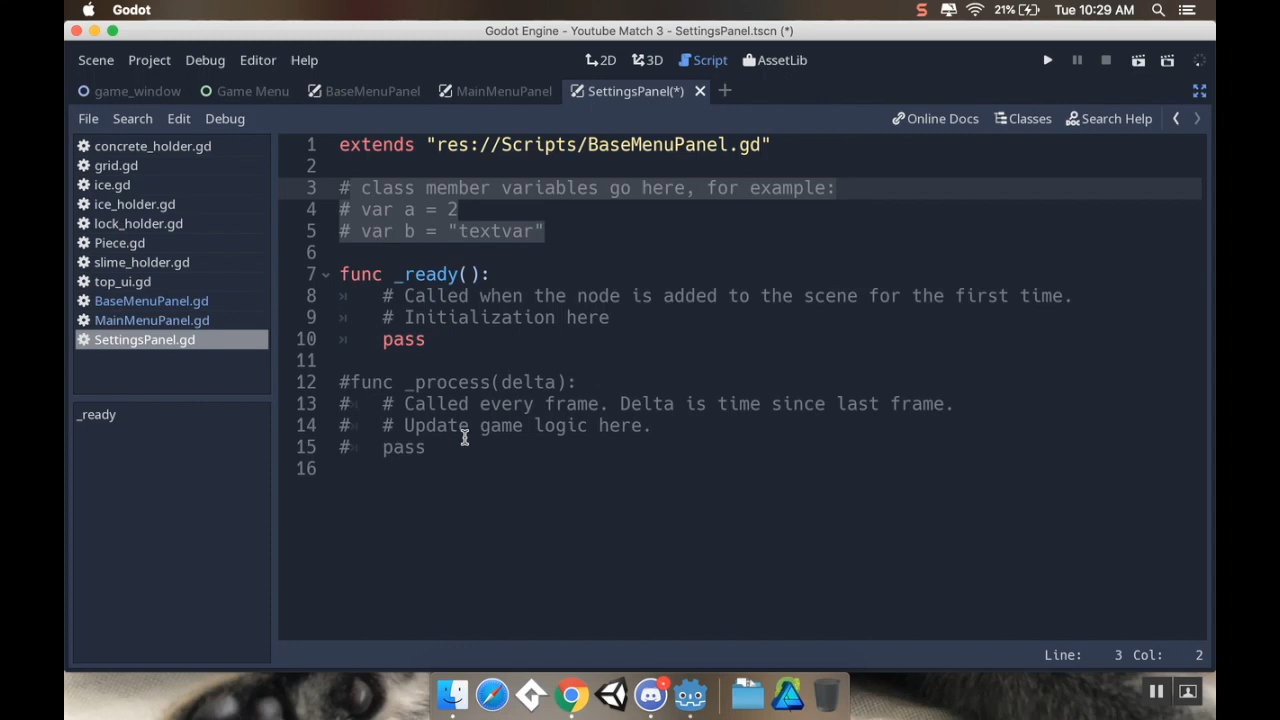 Godot
21%
Tue 10:29 AM
Godot Engine - Youtube Match 3 - SettingsPanel.tscn (*)
Scene Project Debug Editor Help
2D 3D Script AssetLib
game_window Game Menu BaseMenuPanel MainMenuPanel SettingsPanel(*)
File Search Edit Debug
Online Docs Classes Search Help
concrete_holder.gd
grid.gd
ice.gd
ice_holder.gd
lock_holder.gd
Piece.gd
slime_holder.gd
top_ui.gd
BaseMenuPanel.gd
MainMenuPanel.gd
SettingsPanel.gd
_ready
1 extends "res://Scripts/BaseMenuPanel.gd"
2
3 # class member variables go here, for example:
4 # var a = 2
5 # var b = "textvar"
6
7 func _ready():
8 # Called when the node is added to the scene for the first time.
9 # Initialization here
10 pass
11
12 #func _process(delta):
13 # # Called every frame. Delta is time since last frame.
14 # # Update game logic here.
15 # pass
16
Line: 3 Col: 2